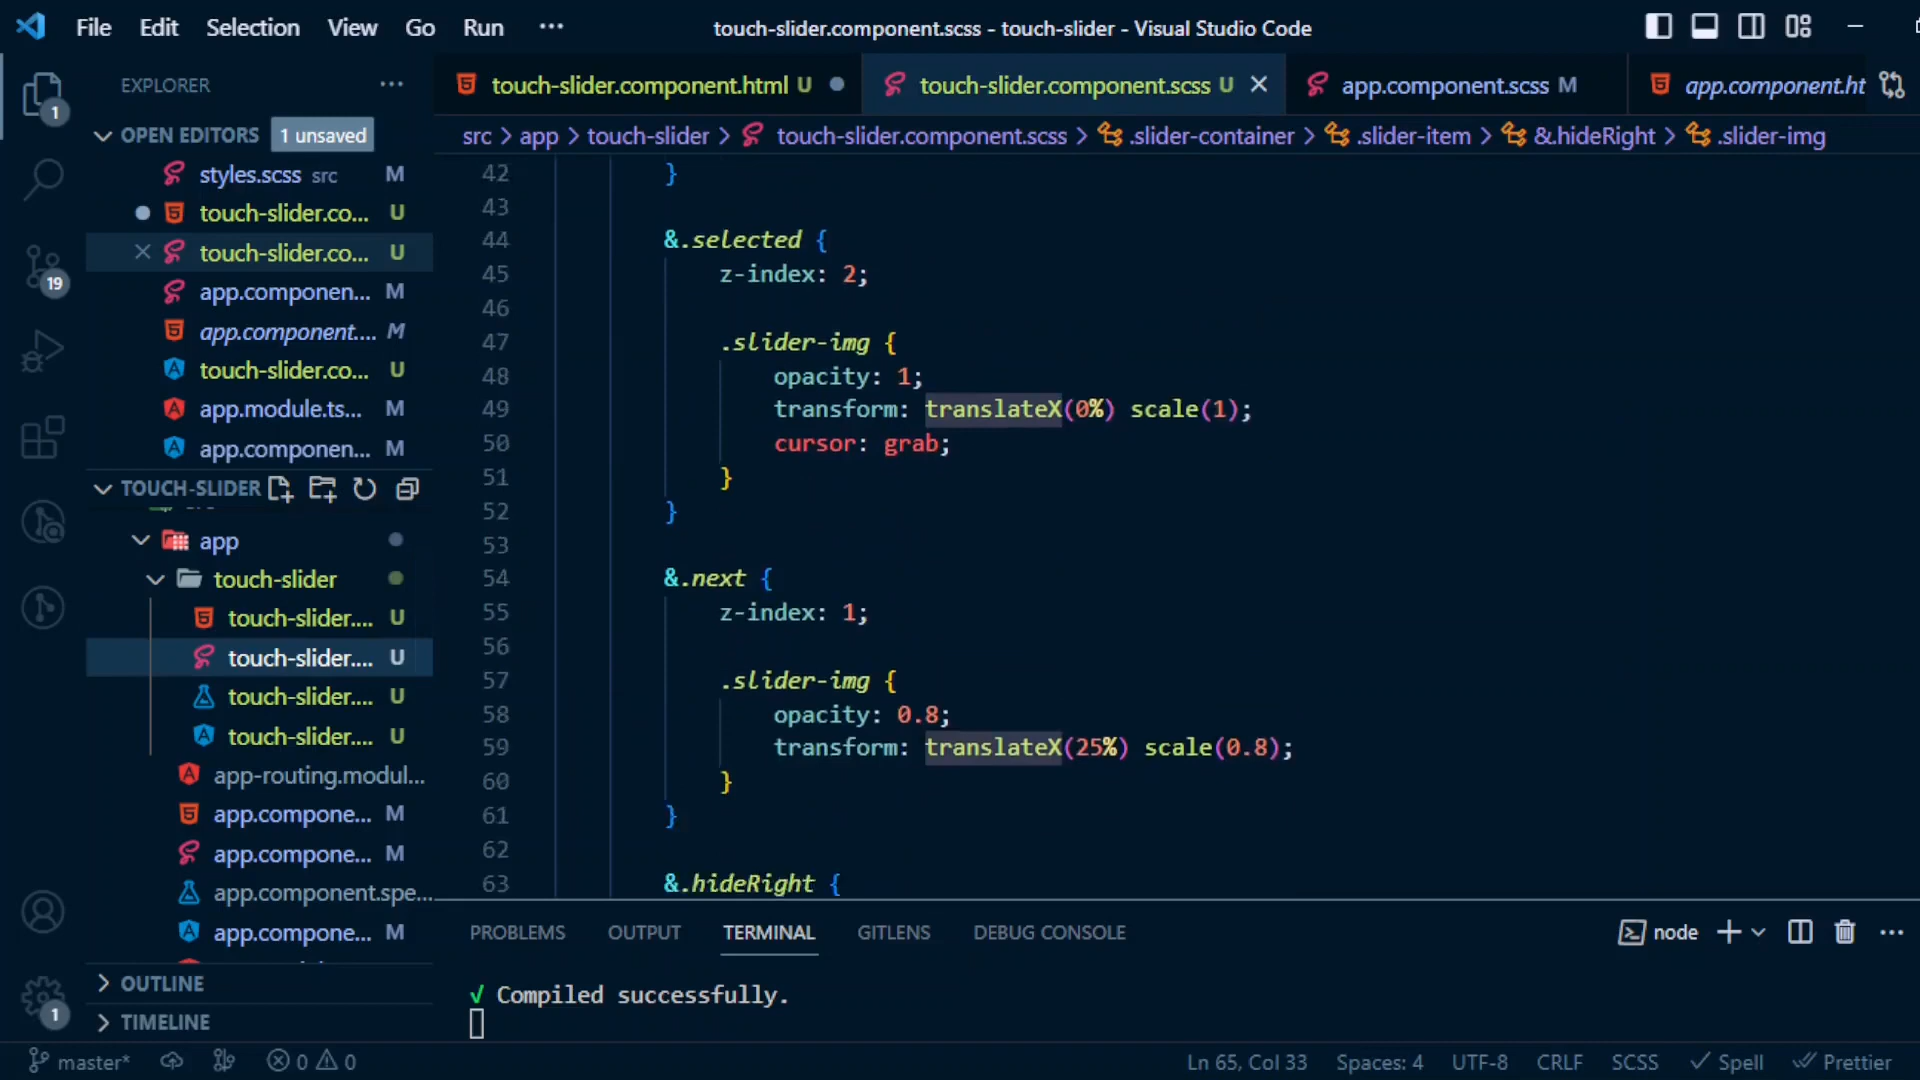 File Edit Selection View Go Run ··· touch-slider.component.scss - touch-slider - Visual Studio Code
EXPLORER ···
touch-slider.component.html U
touch-slider.component.scss U
app.component.scss M
app.component.ht
OPEN EDITORS 1 unsaved
styles.scss src M
touch-slider.co... U
touch-slider.co... U
app.componen... M
app.component.... M
touch-slider.co... U
app.module.ts... M
app.componen... M
TOUCH-SLIDER
app
touch-slider
touch-slider.... U
touch-slider.... U
touch-slider.... U
touch-slider.... U
app-routing.modul...
app.compone... M
app.compone... M
app.component.spe...
app.compone... M
OUTLINE
TIMELINE
1
19
1
src > app > touch-slider > touch-slider.component.scss > .slider-container > .slider-item > &.hideRight > .slider-img
42 }
43
44 &.selected {
45 z-index: 2;
46
47 .slider-img {
48 opacity: 1;
49 transform: translateX(0%) scale(1);
50 cursor: grab;
51 }
52 }
53
54 &.next {
55 z-index: 1;
56
57 .slider-img {
58 opacity: 0.8;
59 transform: translateX(25%) scale(0.8);
60 }
61 }
62
63 &.hideRight {
PROBLEMS OUTPUT TERMINAL GITLENS DEBUG CONSOLE node
√ Compiled successfully.
master* 0 0 Ln 65, Col 33 Spaces: 4 UTF-8 CRLF SCSS Spell Prettier